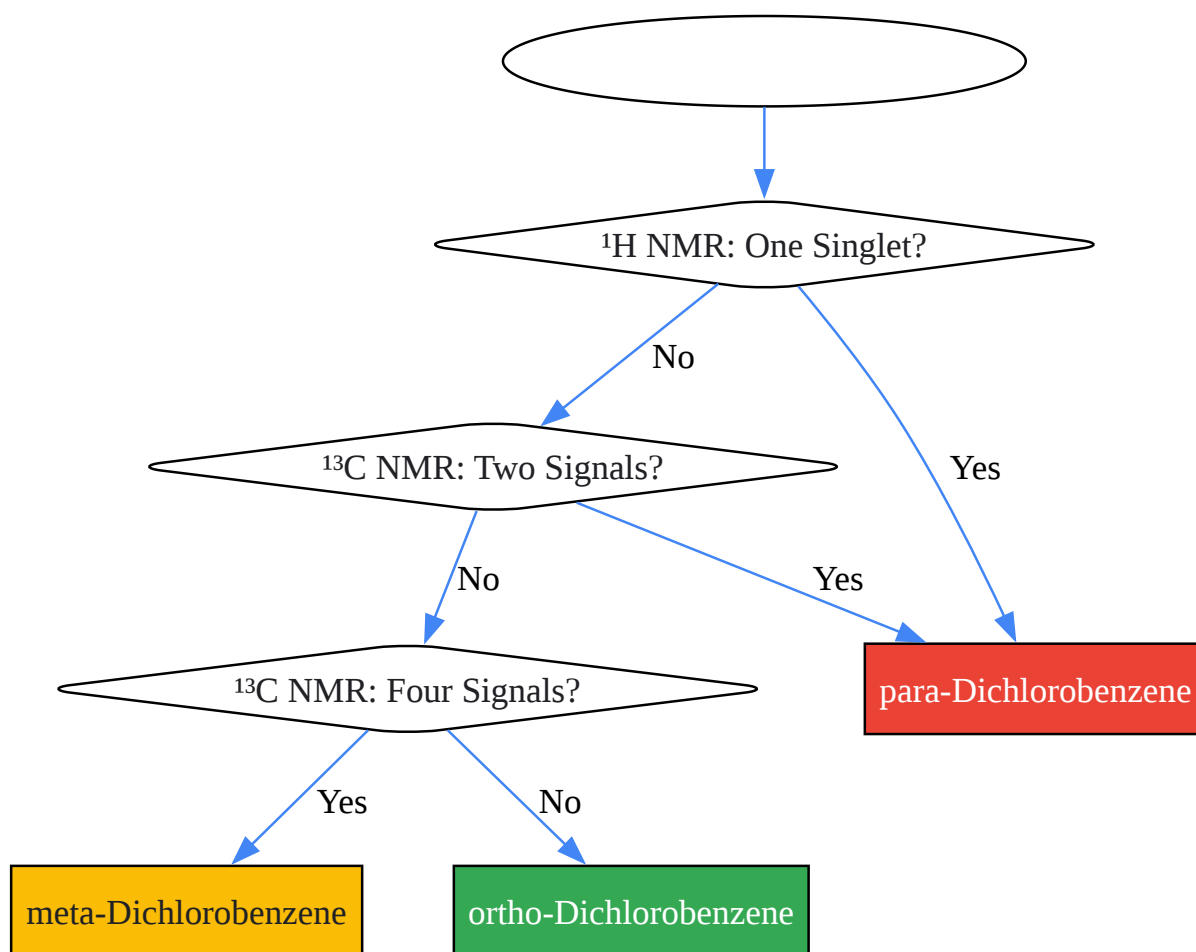 ¹H NMR: One Singlet?
No
Yes
¹³C NMR: Two Signals?
No
Yes
¹³C NMR: Four Signals?
para-Dichlorobenzene
Yes
No
meta-Dichlorobenzene
ortho-Dichlorobenzene